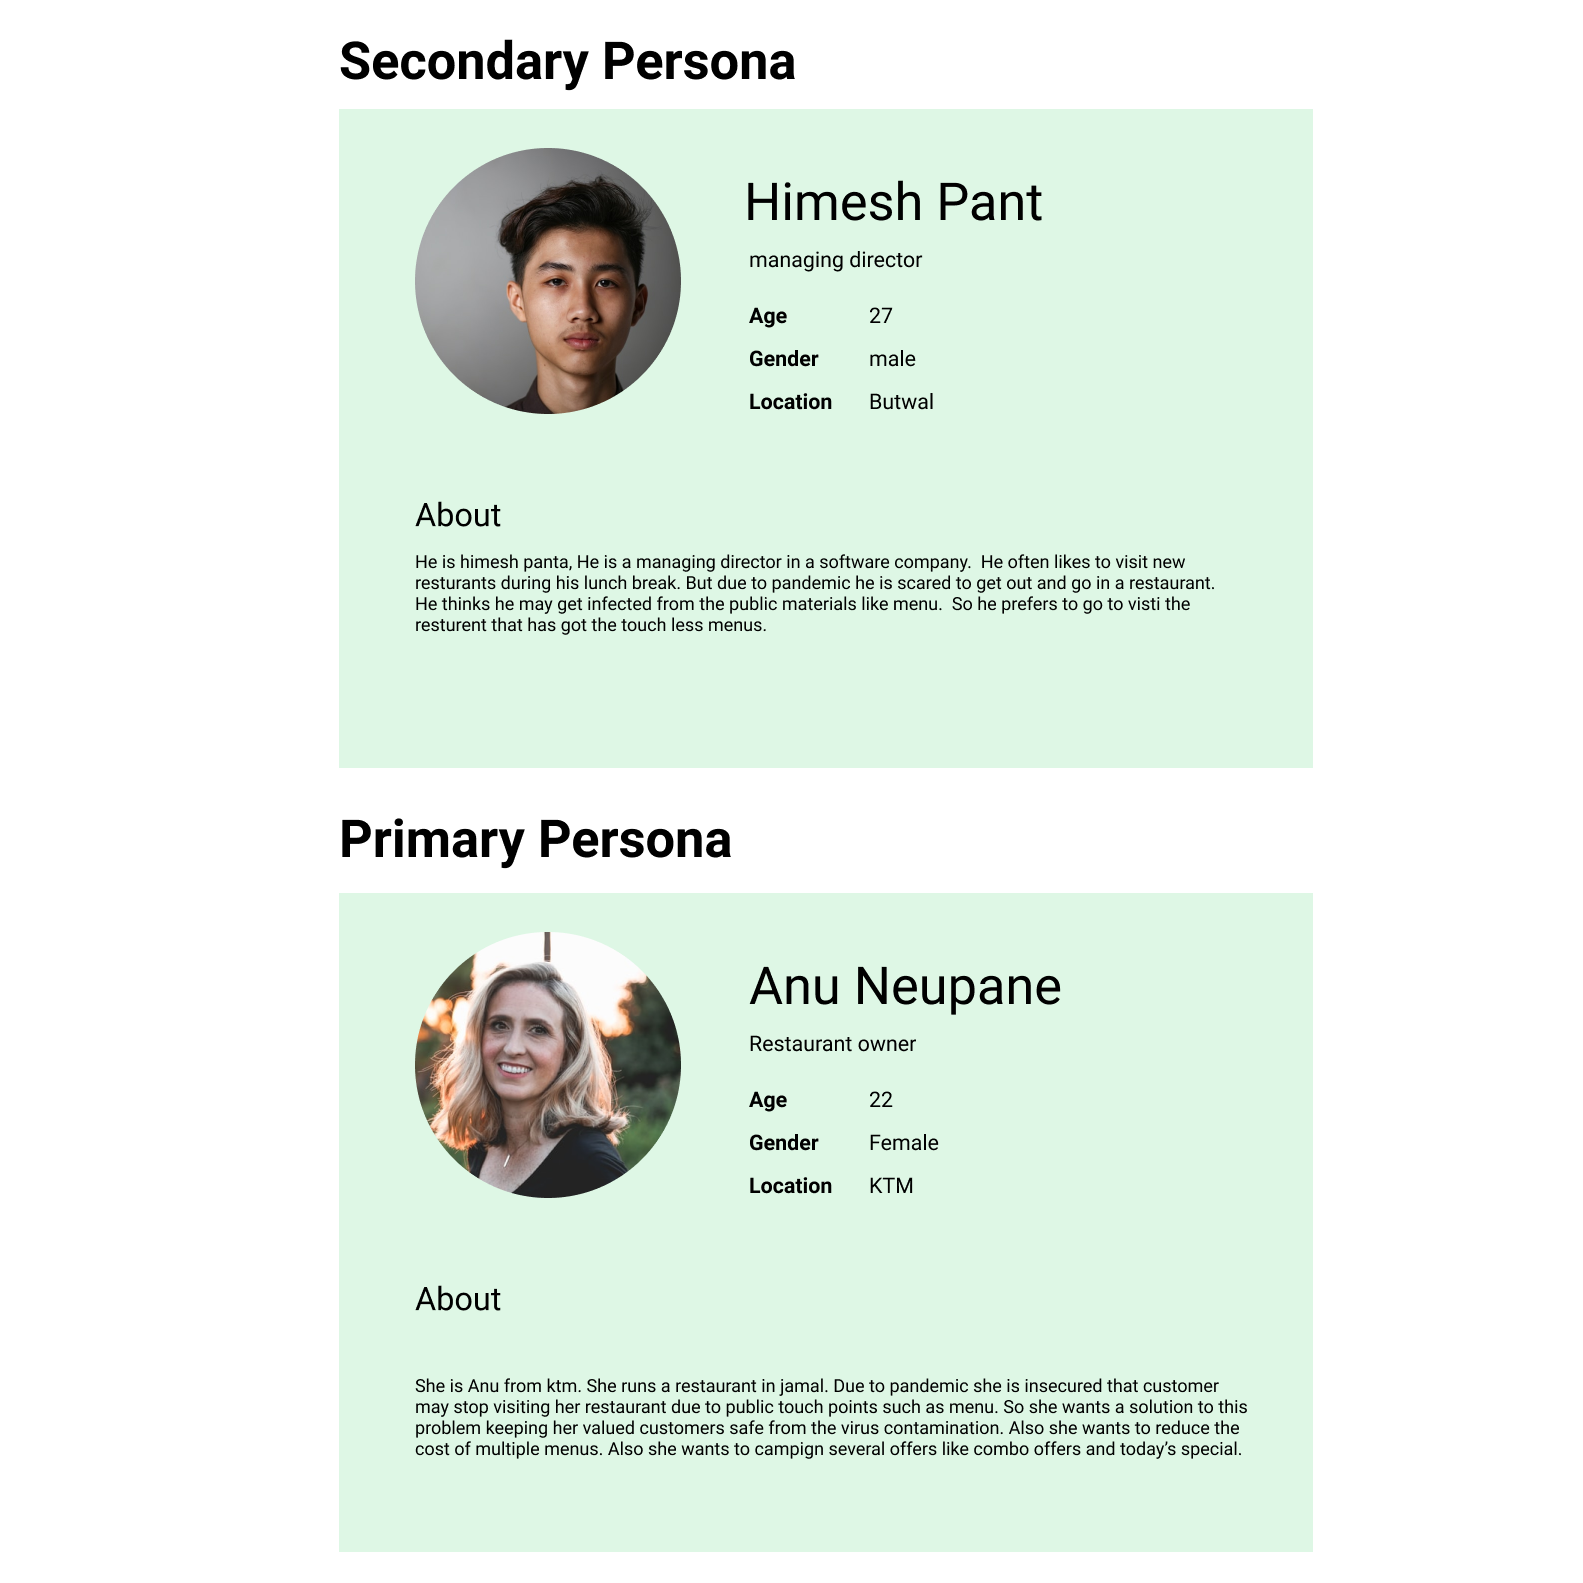 Secondary Persona
Himesh Pant
managing director
Age 27
Gender male
Location Butwal
About
He is himesh panta, He is a managing director in a software company.  He often likes to visit new
resturants during his lunch break. But due to pandemic he is scared to get out and go in a restaurant.
He thinks he may get infected from the public materials like menu.  So he prefers to go to visti the
resturent that has got the touch less menus.
Primary Persona
Anu Neupane
Restaurant owner
Age 22
Gender Female
Location KTM
About
She is Anu from ktm. She runs a restaurant in jamal. Due to pandemic she is insecured that customer
may stop visiting her restaurant due to public touch points such as menu. So she wants a solution to this
problem keeping her valued customers safe from the virus contamination. Also she wants to reduce the
cost of multiple menus. Also she wants to campign several offers like combo offers and today’s special.